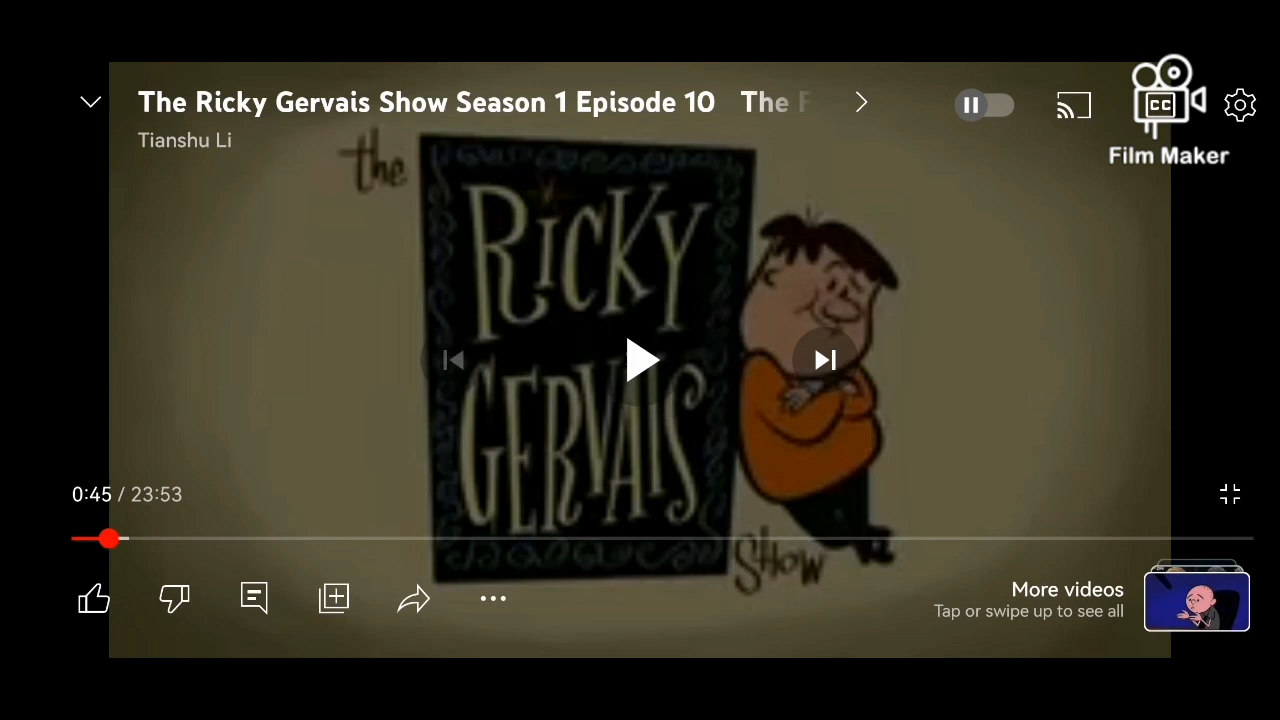 The Ricky Gervais Show Season 1 Episode 10 The F
Tianshu Li
CC
Film Maker
the
RiCKY
GERVAIS
Show
0:45 / 23:53
More videos
Tap or swipe up to see all